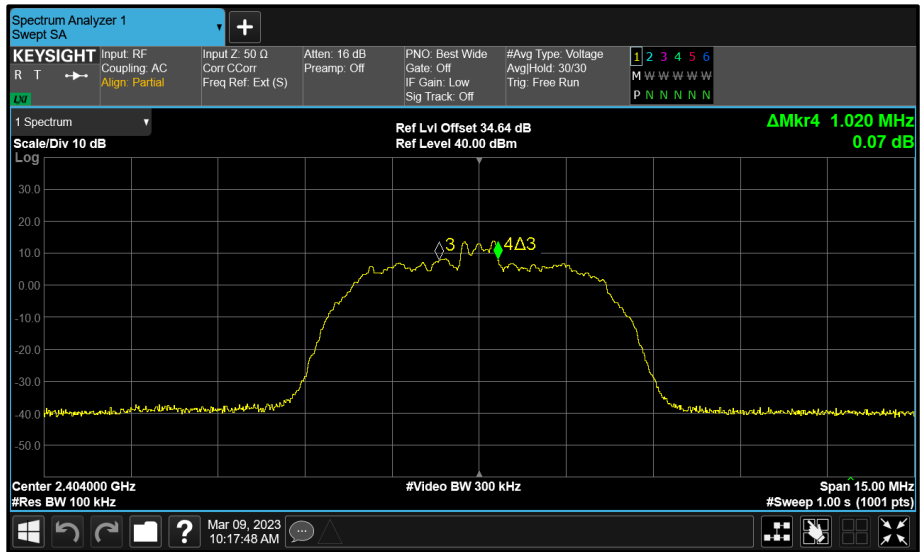 Spectrum Analyzer 1
Swept SA
+
KEYSIGHT
R T
LXI
Input: RF
Coupling: AC
Align: Partial
Input Z: 50 Ω
Corr CCorr
Freq Ref: Ext (S)
Atten: 16 dB
Preamp: Off
PNO: Best Wide
Gate: Off
IF Gain: Low
Sig Track: Off
#Avg Type: Voltage
Avg|Hold: 30/30
Trig: Free Run
1 2 3 4 5 6
M W W W W W
P N N N N N
1 Spectrum
Scale/Div 10 dB
Ref Lvl Offset 34.64 dB
Ref Level 40.00 dBm
ΔMkr4 1.020 MHz
0.07 dB
Log
30.0
20.0
10.0
0.00
-10.0
-20.0
-30.0
-40.0
-50.0
3
4Δ3
Center 2.404000 GHz
#Res BW 100 kHz
#Video BW 300 kHz
Span 15.00 MHz
#Sweep 1.00 s (1001 pts)
?
Mar 09, 2023
10:17:48 AM